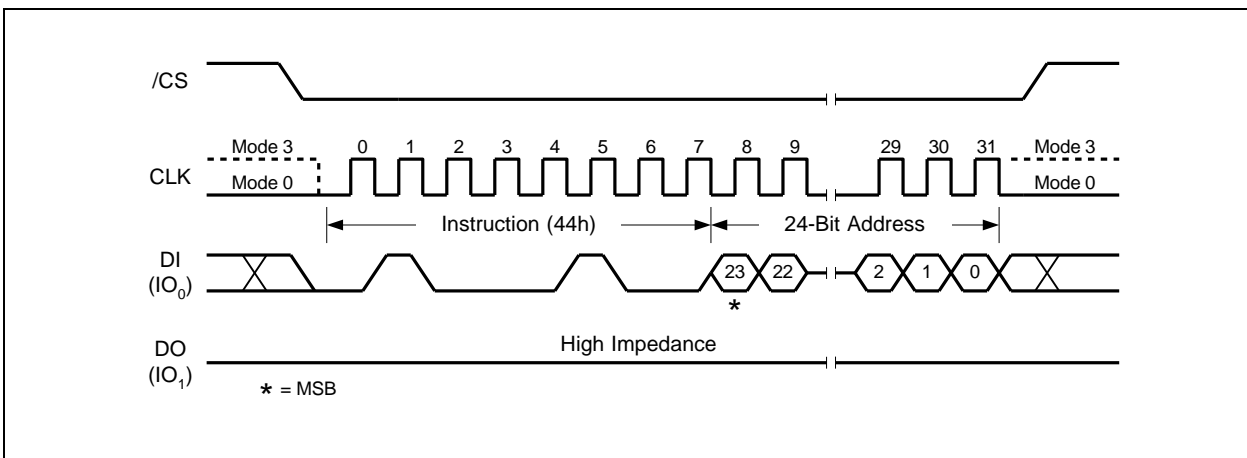 /CS
Mode 3 0 1 2 3 4 5 6 7 8 9 29 30 31 Mode 3
CLK
Mode 0 Mode 0
Instruction (44h) 24-Bit Address
DI
(IO0)
23 22 2 1 0
*
High Impedance
DO
(IO1)
* = MSB